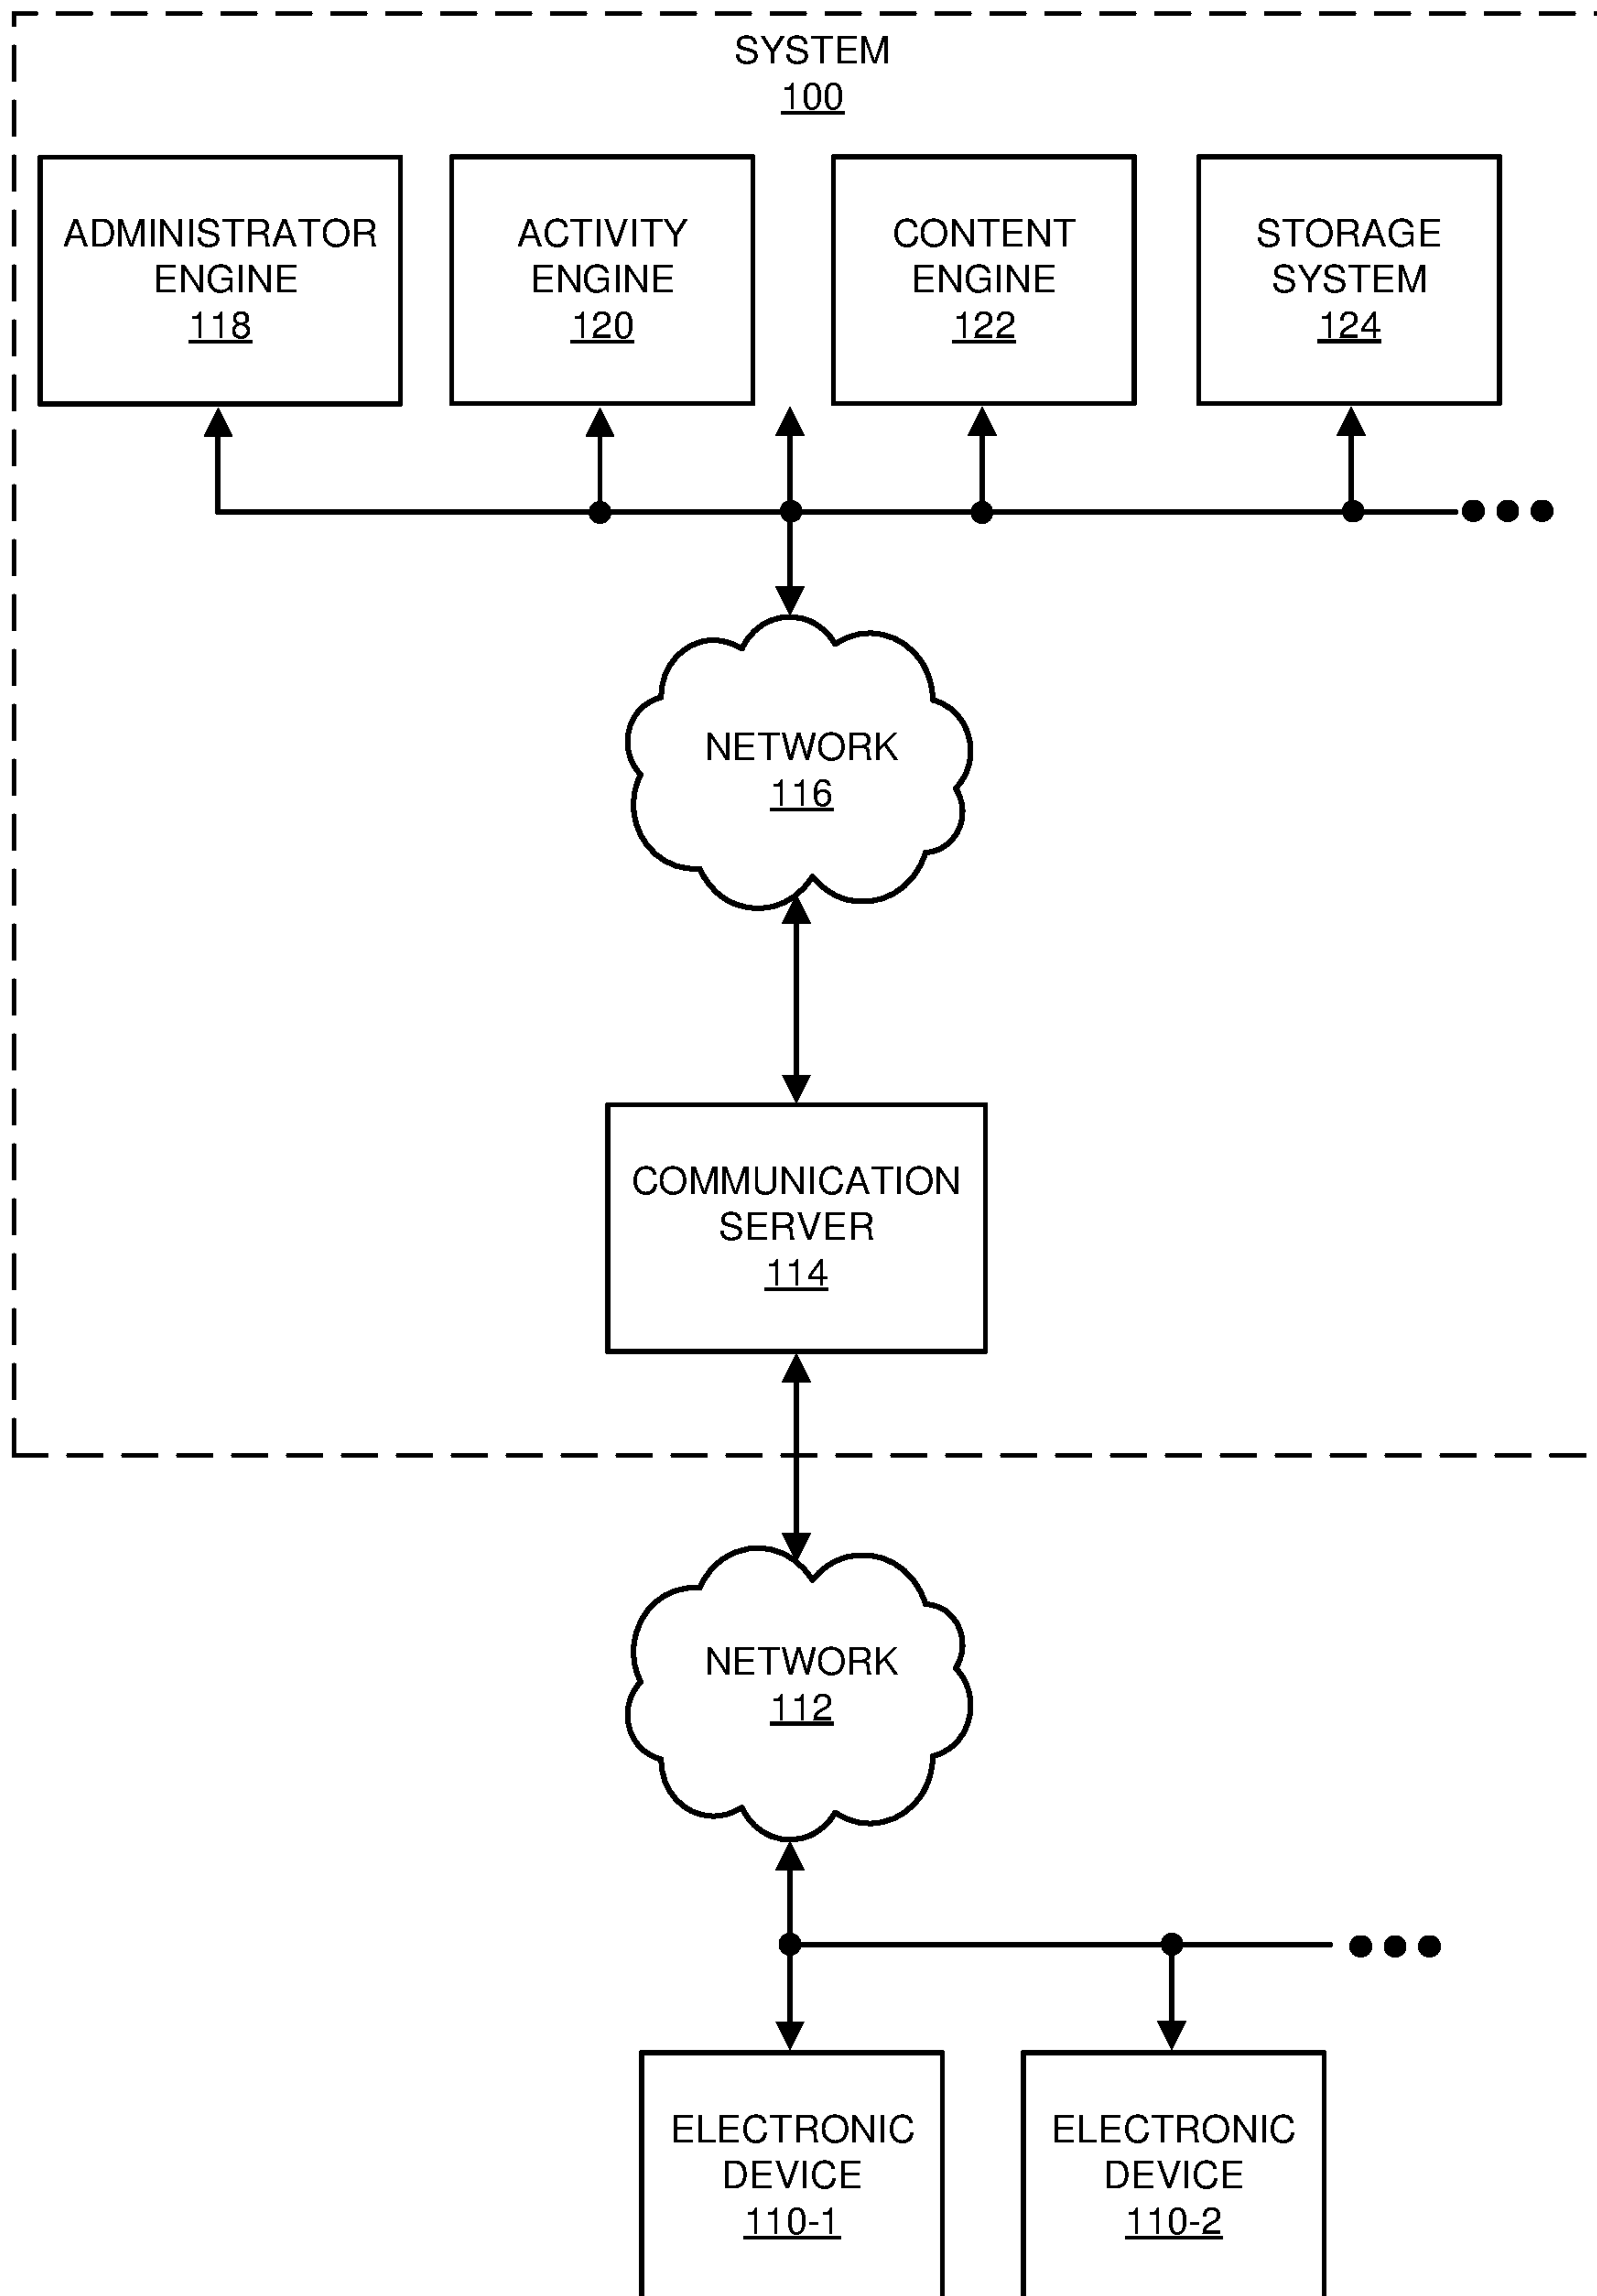 SYSTEM
100
ADMINISTRATOR
ENGINE
118
ACTIVITY
ENGINE
120
CONTENT
ENGINE
122
STORAGE
SYSTEM
124
NETWORK
116
COMMUNICATION
SERVER
114
NETWORK
112
ELECTRONIC
DEVICE
110-1
ELECTRONIC
DEVICE
110-2